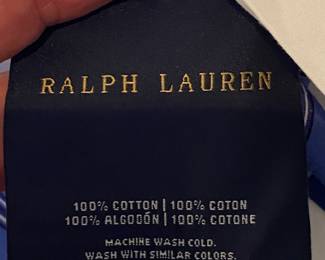 RALPH LAUREN
100% COTTON | 100% COTON
100% ALGODÓN | 100% COTONE
MACHINE WASH COLD.
WASH WITH SIMILAR COLORS.